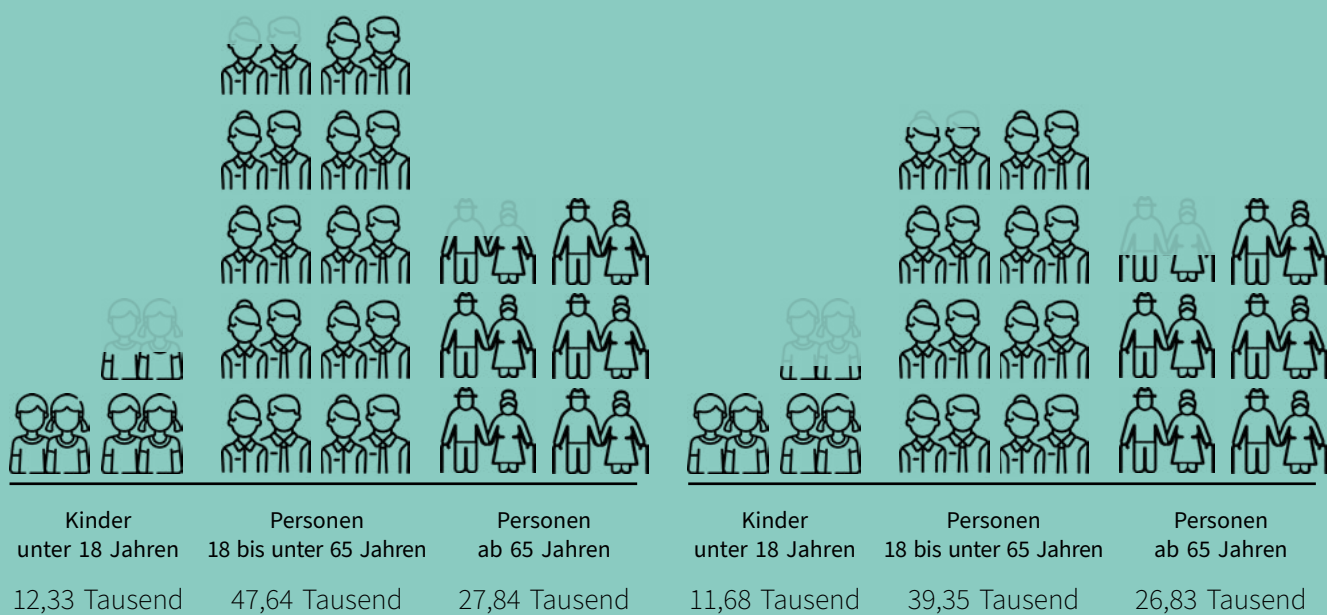 Kinder
unter 18 Jahren
Personen
18 bis unter 65 Jahren
Personen
ab 65 Jahren
Kinder
unter 18 Jahren
Personen
18 bis unter 65 Jahren
Personen
ab 65 Jahren
12,33 Tausend
47,64 Tausend
27,84 Tausend
11,68 Tausend
39,35 Tausend
26,83 Tausend